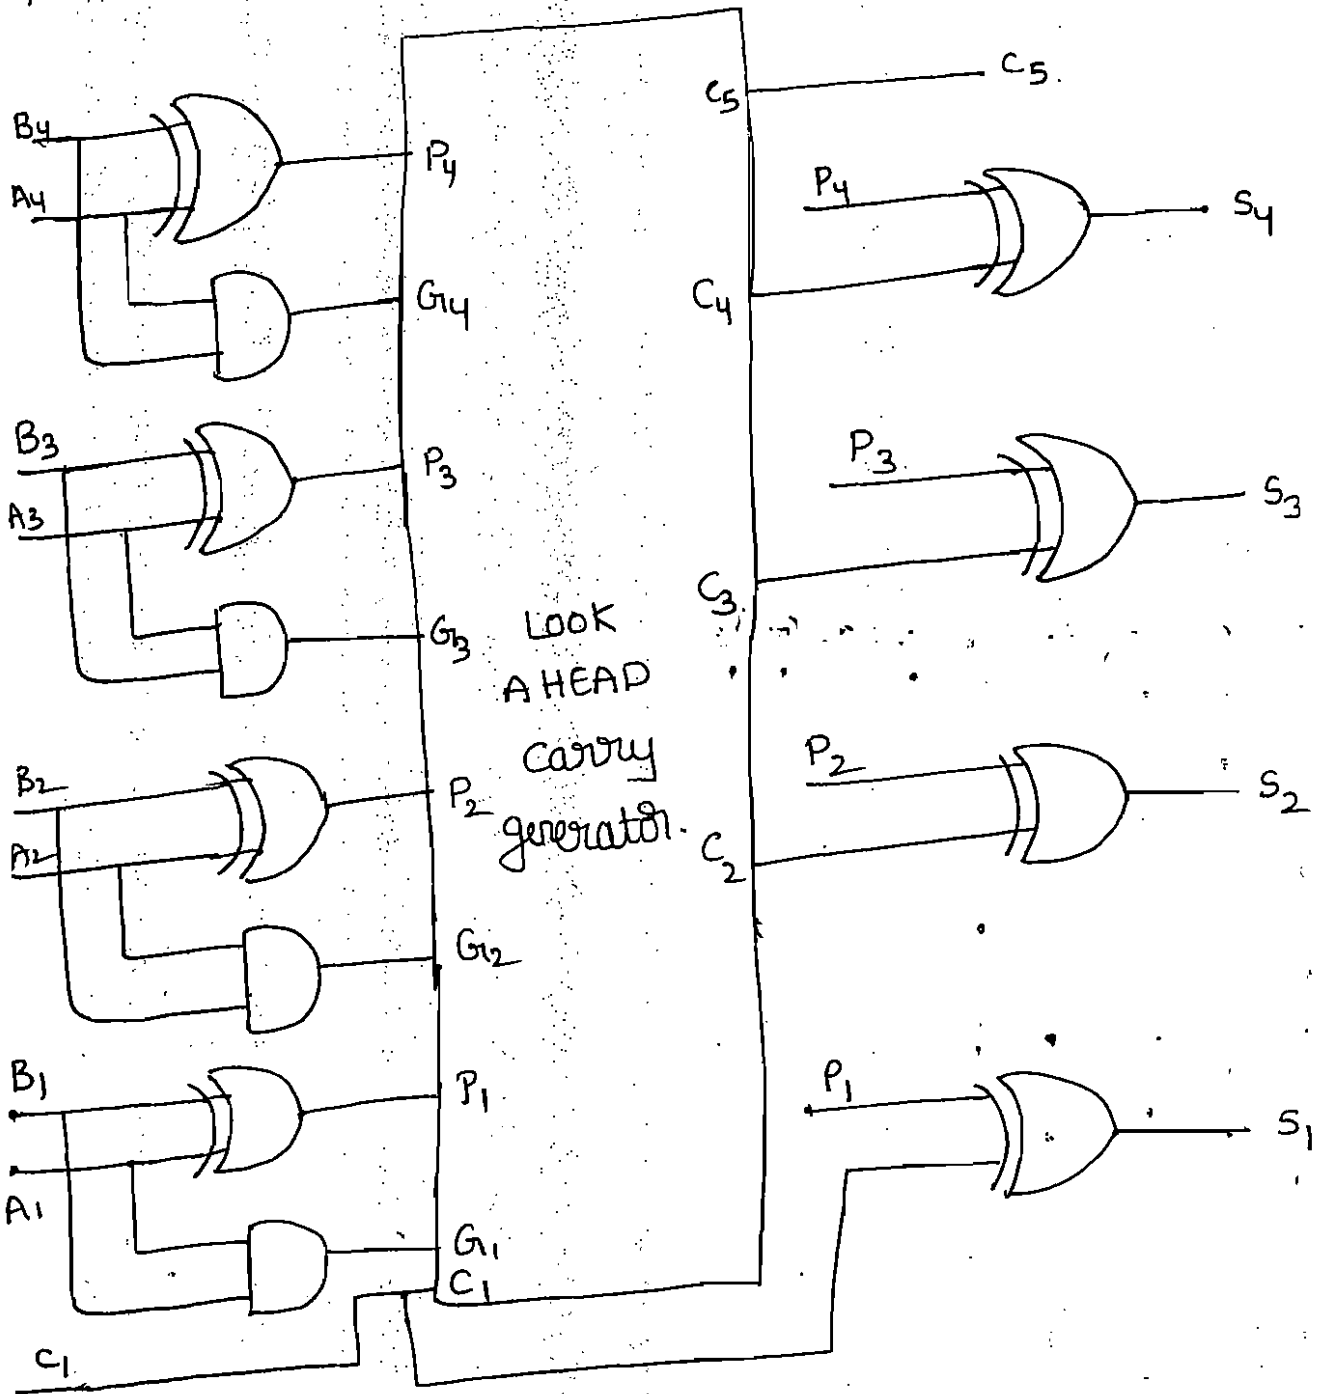 C5
C5
B4
P4
P4
S4
A4
G4
C4
B3
P3
P3
S3
A3
C3
G3
LOOK
AHEAD
Carry
generator.
B2
P2
P2
S2
A2
C2
G2
B1
P1
P1
S1
A1
G1
C1
C1